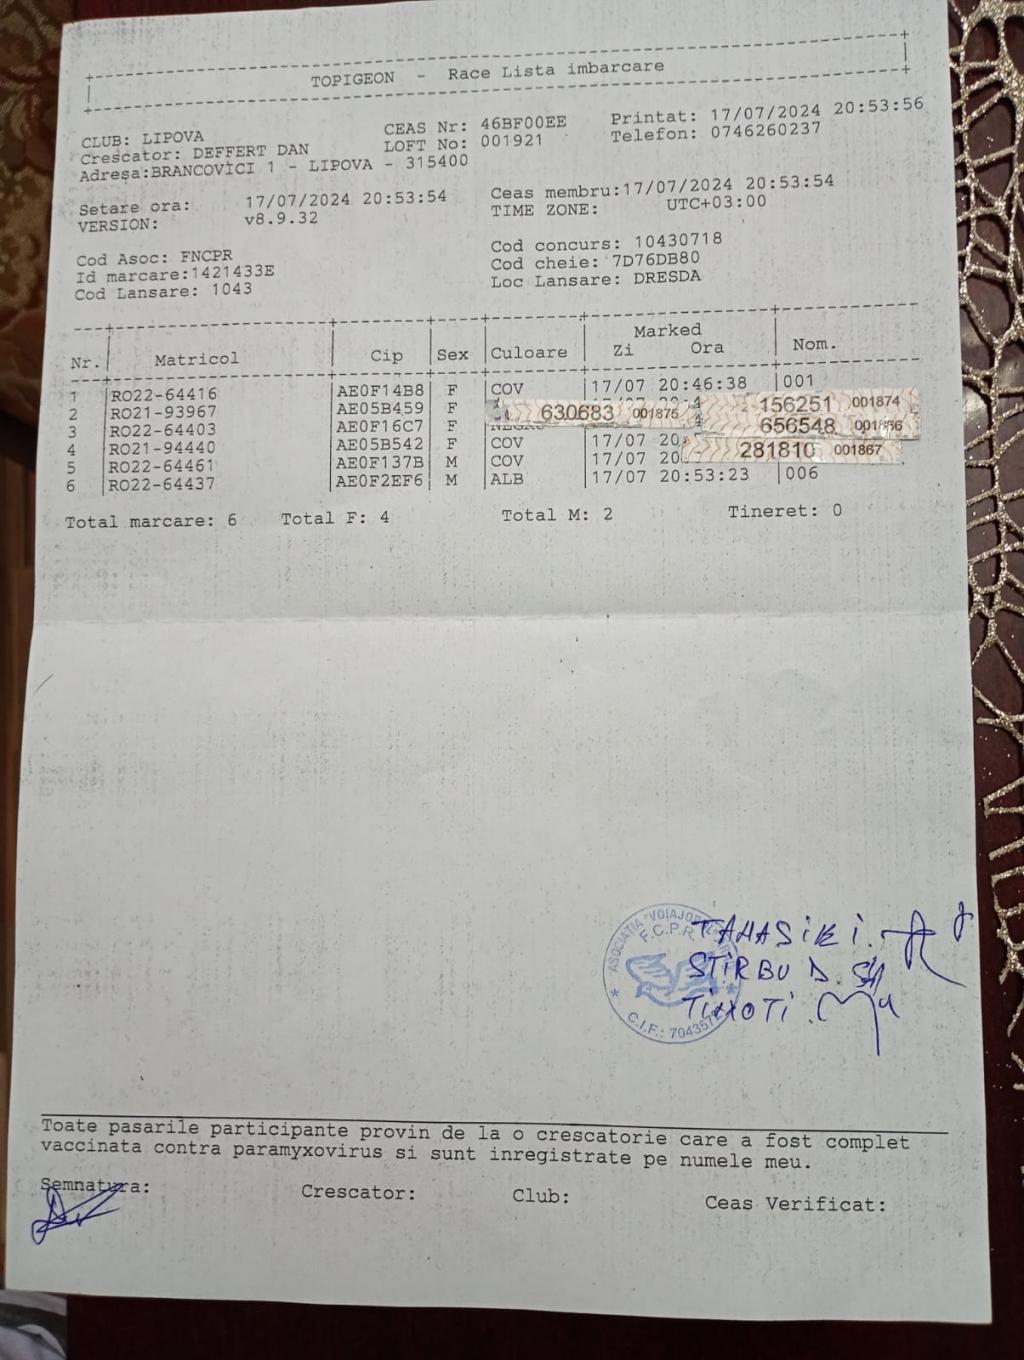 TOPIGEON - Race Lista imbarcare
CLUB: LIPOVA CEAS Nr: 46BF00EE Printat: 17/07/2024 20:53:56
Crescator: DEFFERT DAN LOFT No: 001921 Telefon: 0746260237
Adresa:BRANCOVICI 1 - LIPOVA - 315400
Setare ora: 17/07/2024 20:53:54 Ceas membru:17/07/2024 20:53:54
VERSION: v8.9.32 TIME ZONE: UTC+03:00
Cod Asoc: FNCPR Cod concurs: 10430718
Id marcare:1421433E Cod cheie: 7D76DB80
Cod Lansare: 1043 Loc Lansare: DRESDA
Marked
Nr. Matricol Cip Sex Culoare Zi Ora Nom.
1 RO22-64416 AE0F14B8 F COV 17/07 20:46:38 001
2 RO21-93967 AE05B459 F 630683 001875 156251 001874
3 RO22-64403 AE0F16C7 F NEGRU 656548 001866
4 RO21-94440 AE05B542 F COV 17/07 20: 281810 001867
5 RO22-64461 AE0F137B M COV 17/07 20
6 RO22-64437 AE0F2EF6 M ALB 17/07 20:53:23 006
Total marcare: 6 Total F: 4 Total M: 2 Tineret: 0
ASOCIATIA "VOIAJOR
F.C.P.R.
C.I.F.: 704357
STIRBU D.
TIMOTI.
Toate pasarile participante provin de la o crescatorie care a fost complet
vaccinata contra paramyxovirus si sunt inregistrate pe numele meu.
Semnatura: Crescator: Club: Ceas Verificat: